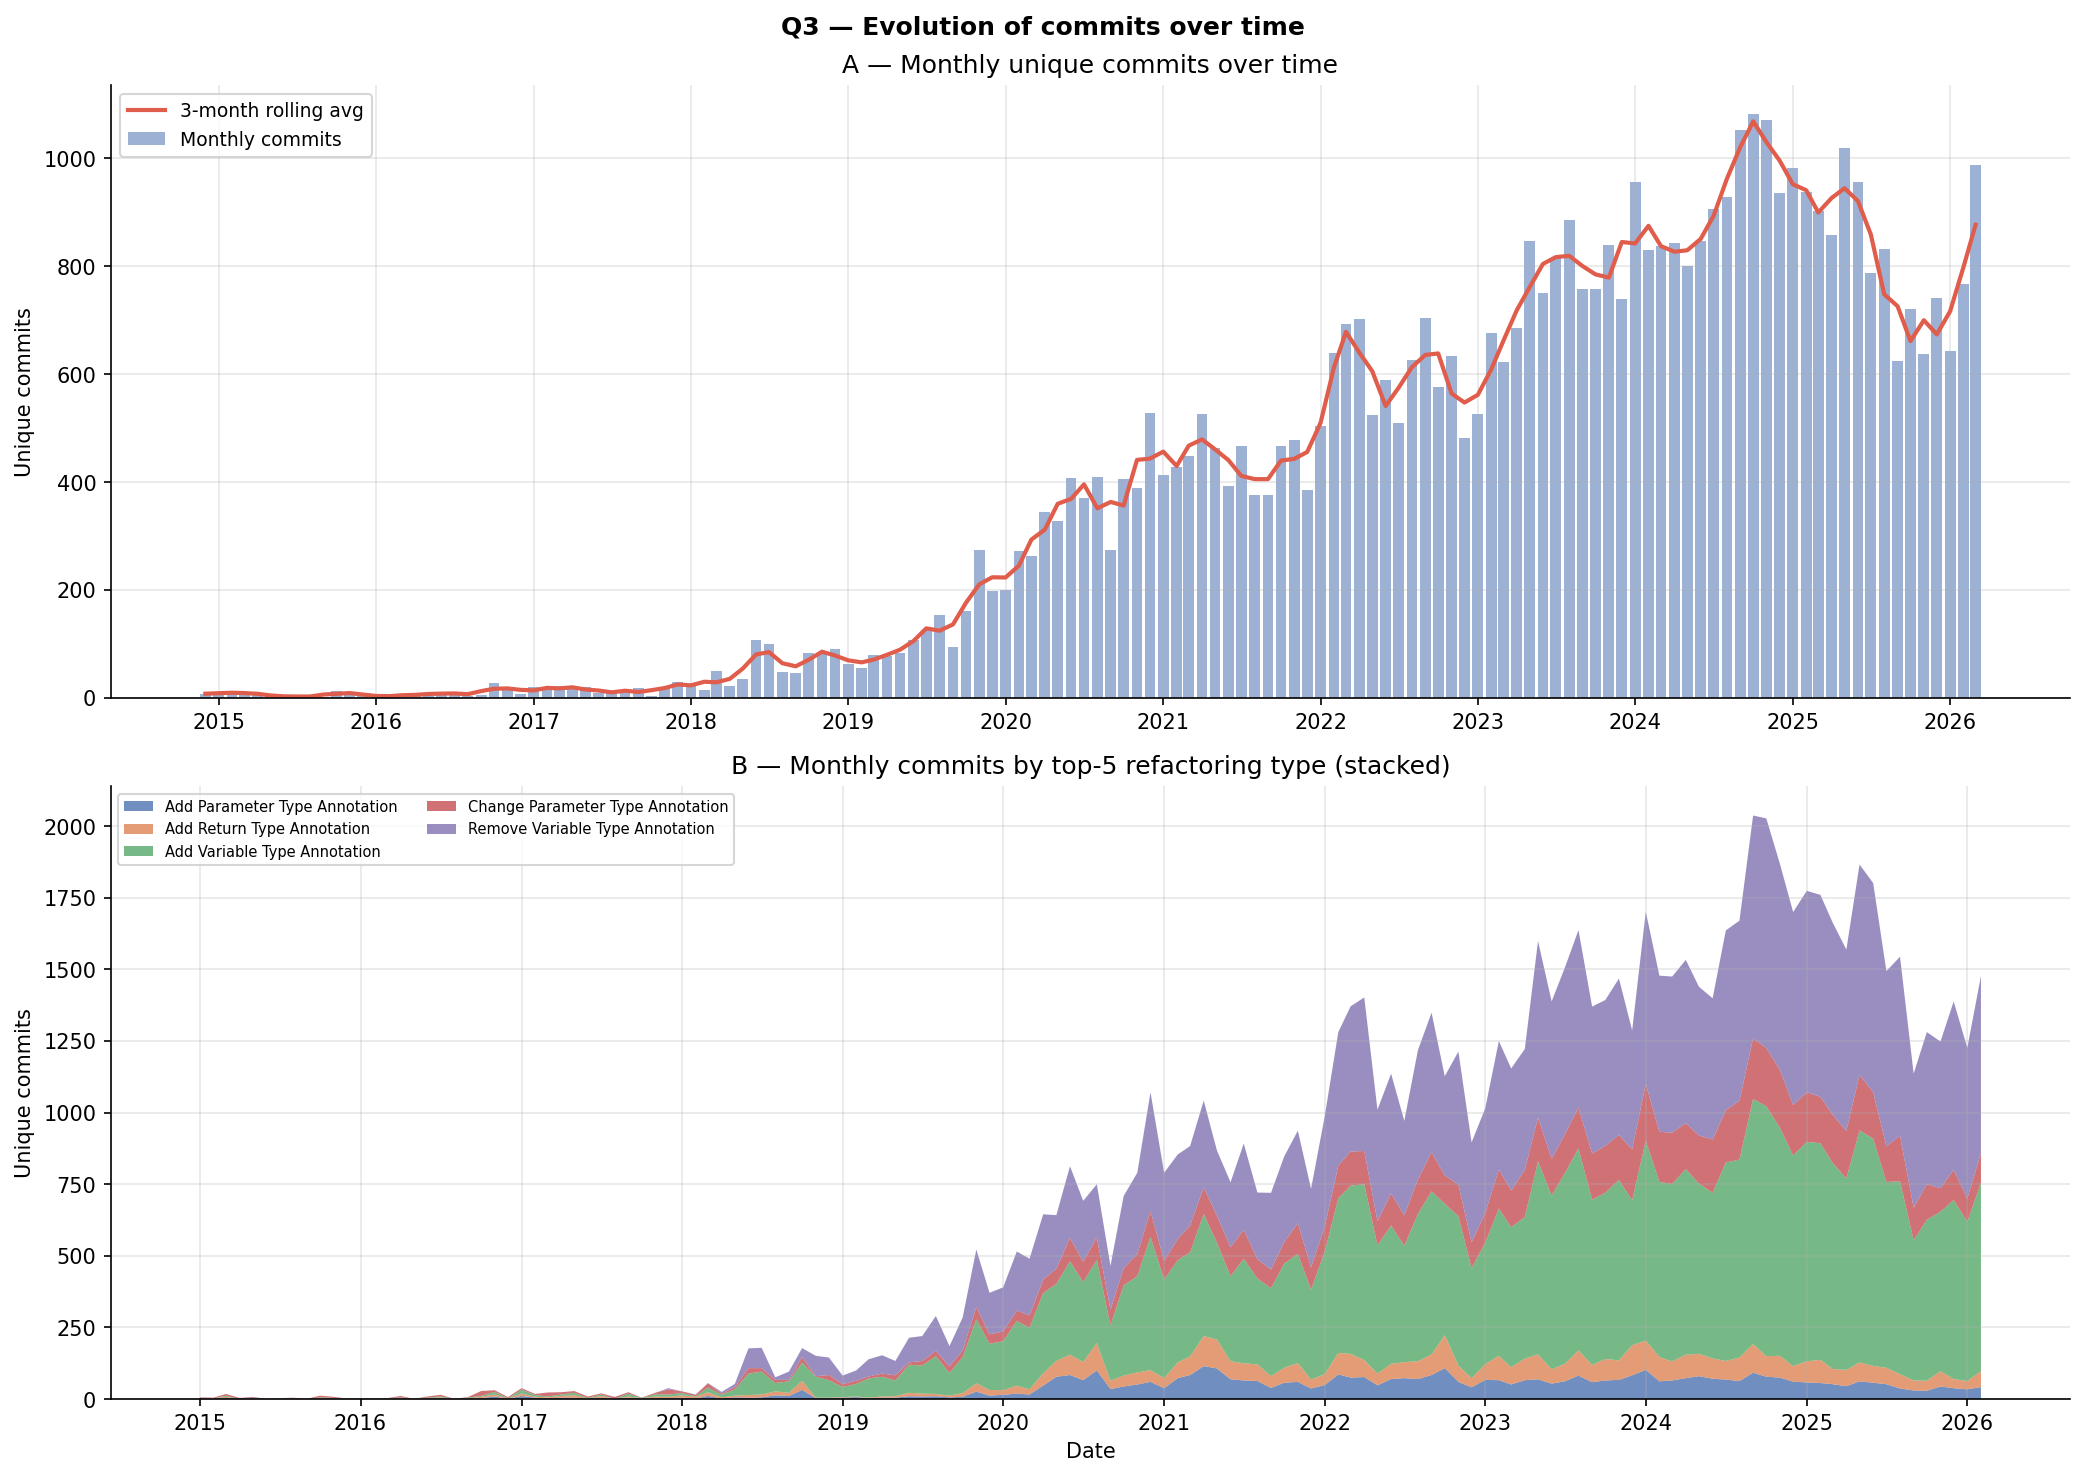 Q3 — Evolution of commits over time
A — Monthly unique commits over time
3-month rolling avg
Monthly commits
Unique commits
1000
800
600
400
200
0
2015 2016 2017 2018 2019 2020 2021 2022 2023 2024 2025 2026
B — Monthly commits by top-5 refactoring type (stacked)
Add Parameter Type Annotation
Add Return Type Annotation
Add Variable Type Annotation
Change Parameter Type Annotation
Remove Variable Type Annotation
Unique commits
2000
1750
1500
1250
1000
750
500
250
0
2015 2016 2017 2018 2019 2020 2021 2022 2023 2024 2025 2026
Date